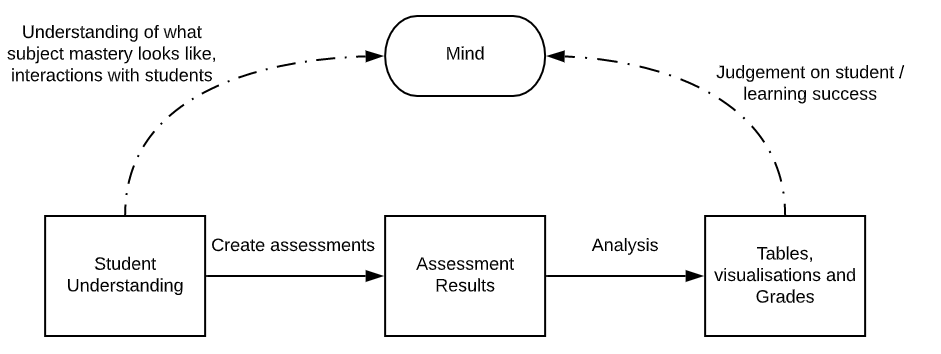 Understanding of what
subject mastery looks like,
interactions with students
Mind
Judgement on student /
learning success
Student
Understanding
Create assessments
Assessment
Results
Analysis
Tables,
visualisations and
Grades